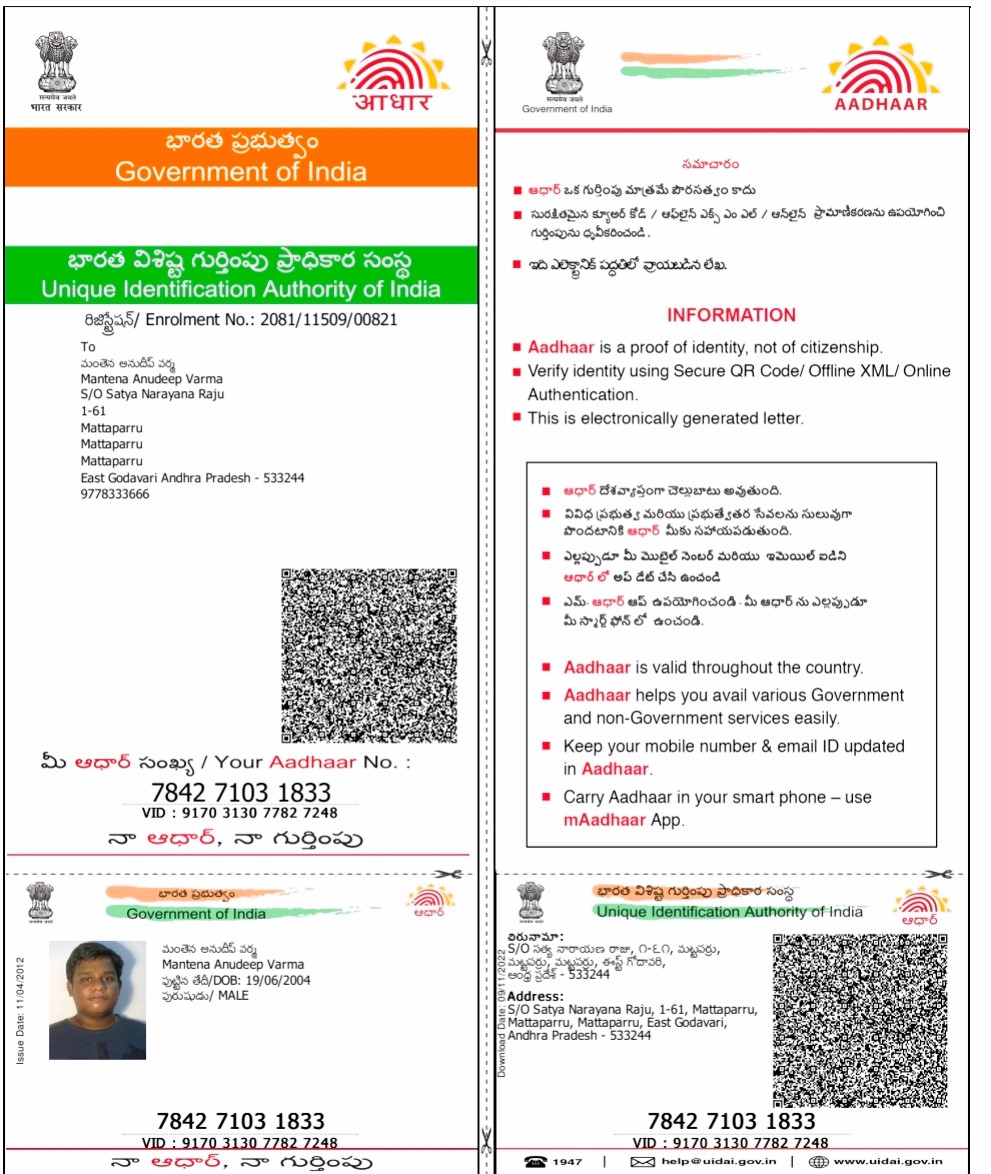 सत्यमेव जयते
भारत सरकार
आधार
భారత ప్రభుత్వం
Government of India
భారత విశిష్ట గుర్తింపు ప్రాధికార సంస్థ
Unique Identification Authority of India
రిజిస్ట్రేషన్/ Enrolment No.: 2081/11509/00821
To
మంతెన అనుదీప్ వర్మ
Mantena Anudeep Varma
S/O Satya Narayana Raju
1-61
Mattaparru
Mattaparru
Mattaparru
East Godavari Andhra Pradesh - 533244
9778333666
మీ ఆధార్ సంఖ్య / Your Aadhaar No. :
7842 7103 1833
VID : 9170 3130 7782 7248
నా ఆధార్, నా గుర్తింపు
सत्यमेव जयते
Government of India
AADHAAR
సమాచారం
ఆధార్ ఒక గుర్తింపు మాత్రమే పౌరసత్వం కాదు
సురక్షితమైన క్యూఆర్ కోడ్ / ఆఫ్‌లైన్ ఎక్స్ ఎం ఎల్ / ఆన్‌లైన్ ప్రామాణీకరణను ఉపయోగించి
గుర్తింపును ధృవీకరించండి.
ఇది ఎలెక్ట్రానిక్ పద్ధతిలో వ్రాయబడిన లేఖ.
INFORMATION
Aadhaar is a proof of identity, not of citizenship.
Verify identity using Secure QR Code/ Offline XML/ Online
Authentication.
This is electronically generated letter.
ఆధార్ దేశవ్యాప్తంగా చెల్లుబాటు అవుతుంది.
వివిధ ప్రభుత్వ మరియు ప్రభుత్వేతర సేవలను సులువుగా
పొందటానికి ఆధార్ మీకు సహాయపడుతుంది.
ఎల్లప్పుడూ మీ మొబైల్ నెంబర్ మరియు ఇమెయిల్ ఐడిని
ఆధార్ లో అప్ డేట్ చేసి ఉంచండి
ఎమ్- ఆధార్ ఆప్ ఉపయోగించండి - మీ ఆధార్ ను ఎల్లప్పుడూ
మీ స్మార్ట్ ఫోన్ లో ఉంచండి.
Aadhaar is valid throughout the country.
Aadhaar helps you avail various Government
and non-Government services easily.
Keep your mobile number & email ID updated
in Aadhaar.
Carry Aadhaar in your smart phone – use
mAadhaar App.
భారత ప్రభుత్వం
Government of India
ఆధార్
Issue Date: 11/04/2012
మంతెన అనుదీప్ వర్మ
Mantena Anudeep Varma
పుట్టిన తేదీ/DOB: 19/06/2004
పురుషుడు/ MALE
7842 7103 1833
VID : 9170 3130 7782 7248
నా ఆధార్, నా గుర్తింపు
భారత విశిష్ట గుర్తింపు ప్రాధికార సంస్థ
Unique Identification Authority of India
ఆధార్
Download Date: 09/11/2022
చిరునామా:
S/O సత్య నారాయణ రాజు, ౧-౬౧, మట్టపర్రు,
మట్టపర్రు, మట్టపర్రు, ఈస్ట్ గోదావరి,
ఆంధ్ర ప్రదేశ్ - 533244
Address:
S/O Satya Narayana Raju, 1-61, Mattaparru,
Mattaparru, Mattaparru, East Godavari,
Andhra Pradesh - 533244
7842 7103 1833
VID : 9170 3130 7782 7248
1947 | help@uidai.gov.in | www.uidai.gov.in